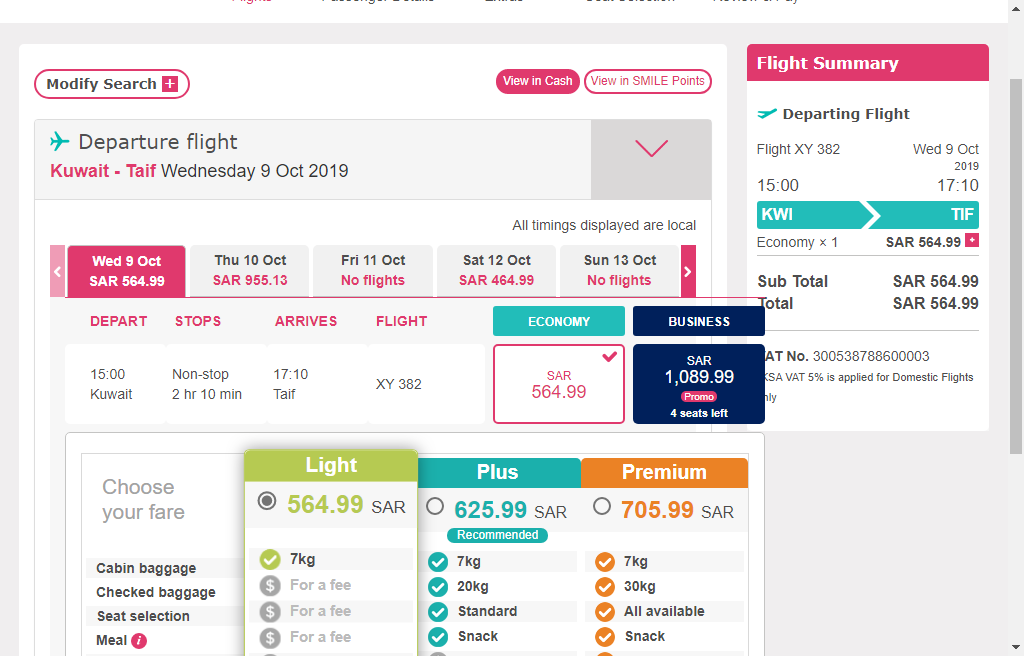 Flights Passenger Details Extras Seat Selection Review & Pay
Modify Search +
View in Cash View in SMILE Points
Departure flight
Kuwait - Taif Wednesday 9 Oct 2019
All timings displayed are local
Wed 9 Oct Thu 10 Oct Fri 11 Oct Sat 12 Oct Sun 13 Oct
SAR 564.99 SAR 955.13 No flights SAR 464.99 No flights
DEPART STOPS ARRIVES FLIGHT ECONOMY BUSINESS
15:00 Non-stop 17:10 XY 382 SAR SAR
Kuwait 2 hr 10 min Taif 564.99 1,089.99
Promo
4 seats left
Choose
your fare
Light Plus Premium
564.99 SAR 625.99 SAR 705.99 SAR
Recommended
Cabin baggage 7kg 7kg 7kg
Checked baggage $ For a fee 20kg 30kg
Seat selection $ For a fee Standard All available
Meal i $ For a fee Snack Snack
Flight Summary
Departing Flight
Flight XY 382 Wed 9 Oct
2019
15:00 17:10
KWI TIF
Economy × 1 SAR 564.99 +
Sub Total SAR 564.99
Total SAR 564.99
AT No. 300538788600003
KSA VAT 5% is applied for Domestic Flights
nly